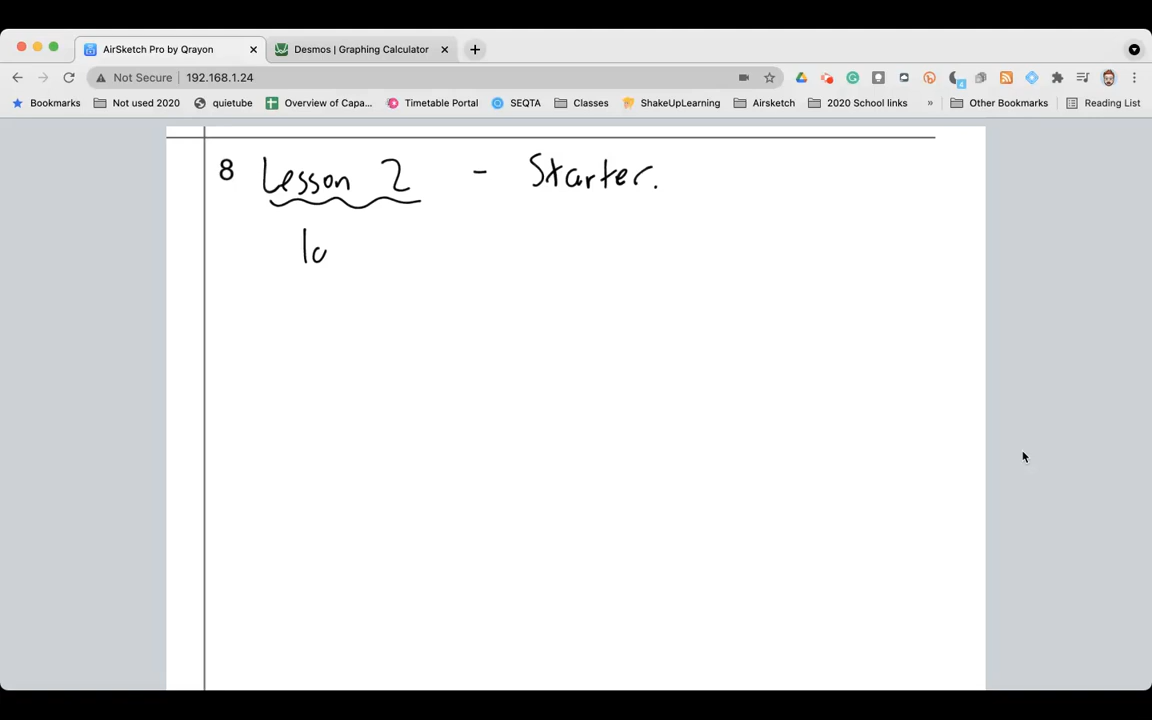 AirSketch Pro by Qrayon
Desmos | Graphing Calculator
Not Secure 192.168.1.24
Bookmarks Not used 2020 quietube Overview of Capa... Timetable Portal SEQTA Classes ShakeUpLearning Airsketch 2020 School links » Other Bookmarks Reading List
8 Lesson 2 - Starter.